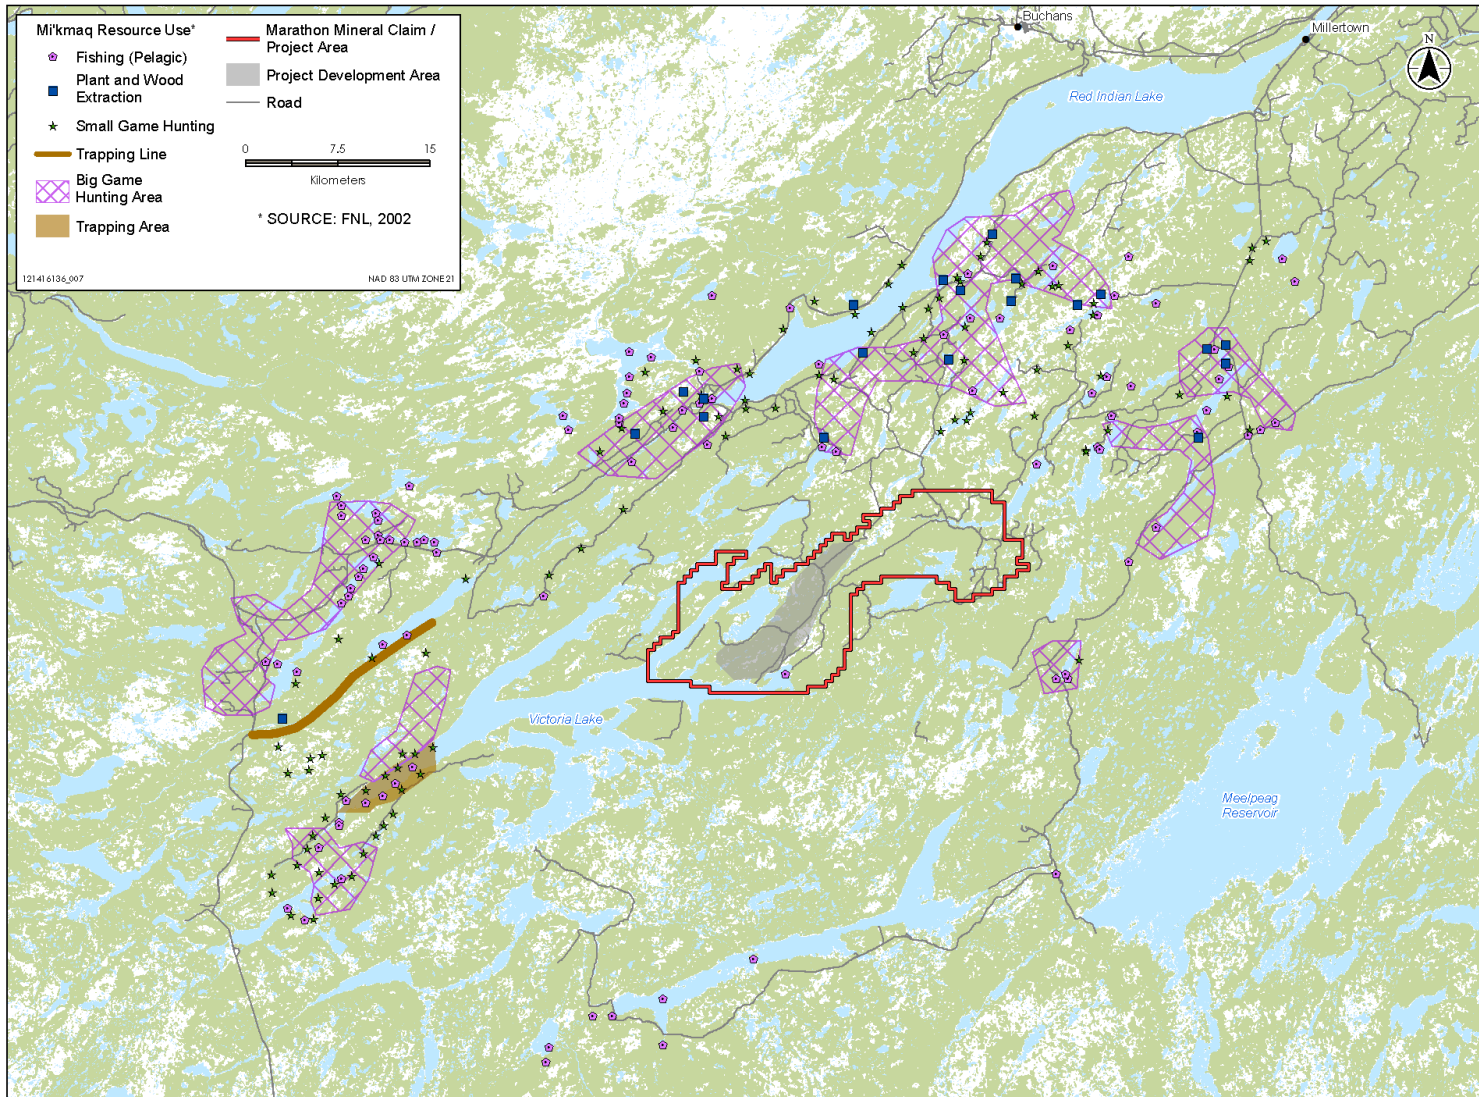 Mi'kmaq Resource Use*
Fishing (Pelagic)
Plant and Wood
Extraction
Small Game Hunting
Trapping Line
Big Game
Hunting Area
Trapping Area
Marathon Mineral Claim /
Project Area
Project Development Area
Road
0 7.5 15
Kilometers
* SOURCE: FNL, 2002
121416136_007
NAD 83 UTM ZONE 21
Buchans
Millertown
N
Red Indian Lake
Victoria Lake
Meelpaeg
Reservoir